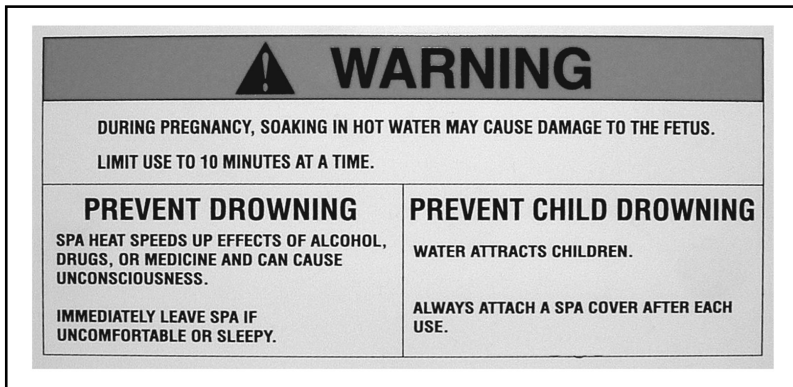 WARNING
DURING PREGNANCY, SOAKING IN HOT WATER MAY CAUSE DAMAGE TO THE FETUS.
LIMIT USE TO 10 MINUTES AT A TIME.
PREVENT DROWNING
SPA HEAT SPEEDS UP EFFECTS OF ALCOHOL,
DRUGS, OR MEDICINE AND CAN CAUSE
UNCONSCIOUSNESS.
IMMEDIATELY LEAVE SPA IF
UNCOMFORTABLE OR SLEEPY.
PREVENT CHILD DROWNING
WATER ATTRACTS CHILDREN.
ALWAYS ATTACH A SPA COVER AFTER EACH
USE.